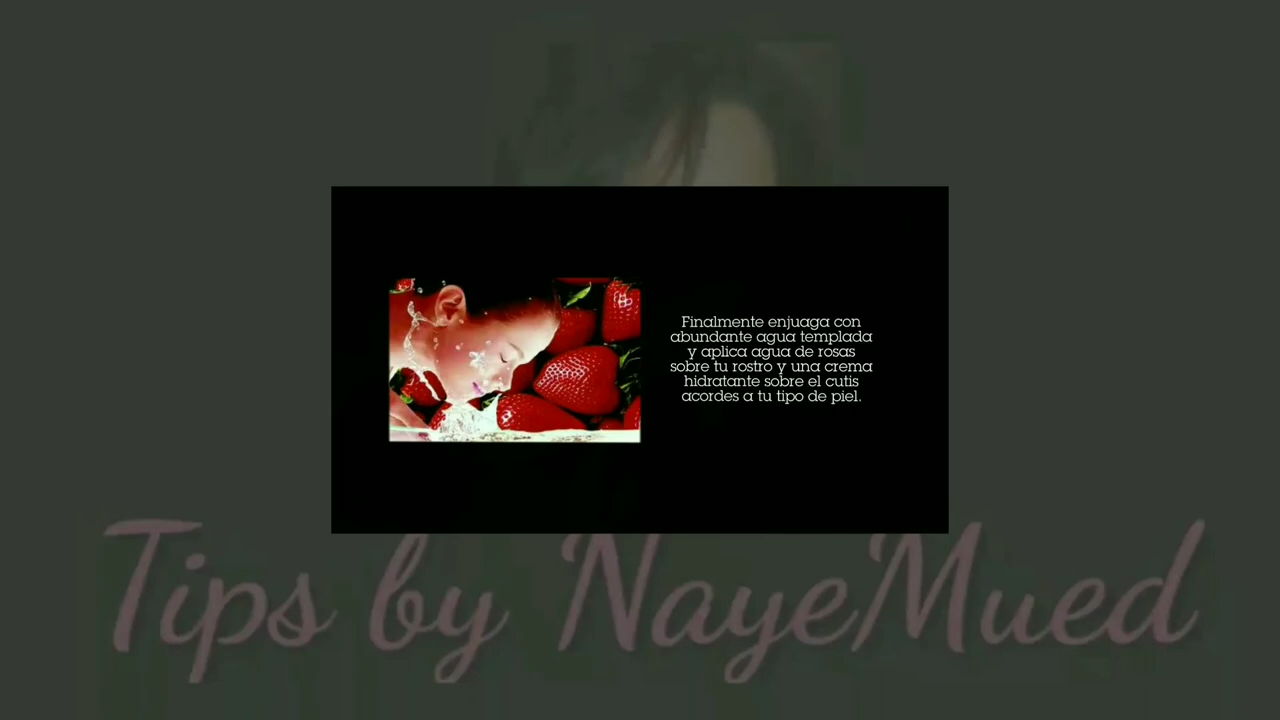 Finalmente enjuaga con
abundante agua templada
y aplica agua de rosas
sobre tu rostro y una crema
hidratante sobre el cutis
acordes a tu tipo de piel.
Tips by NayeMued